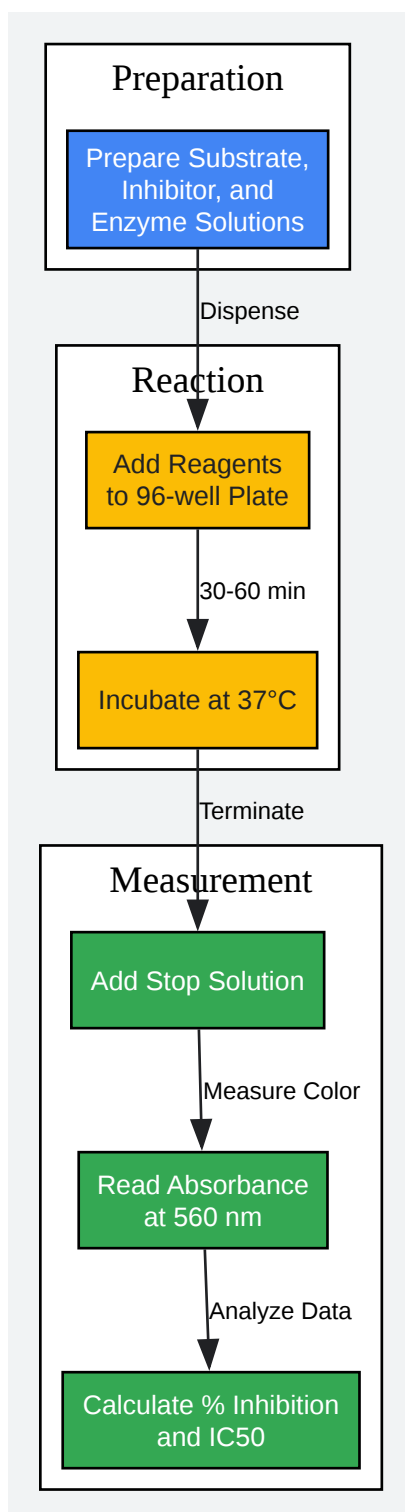 Preparation
Prepare Substrate,
Inhibitor, and
Enzyme Solutions
Dispense
Reaction
Add Reagents
to 96-well Plate
30-60 min
Incubate at 37°C
Terminate
Measurement
Add Stop Solution
Measure Color
Read Absorbance
at 560 nm
Analyze Data
Calculate % Inhibition
and IC50